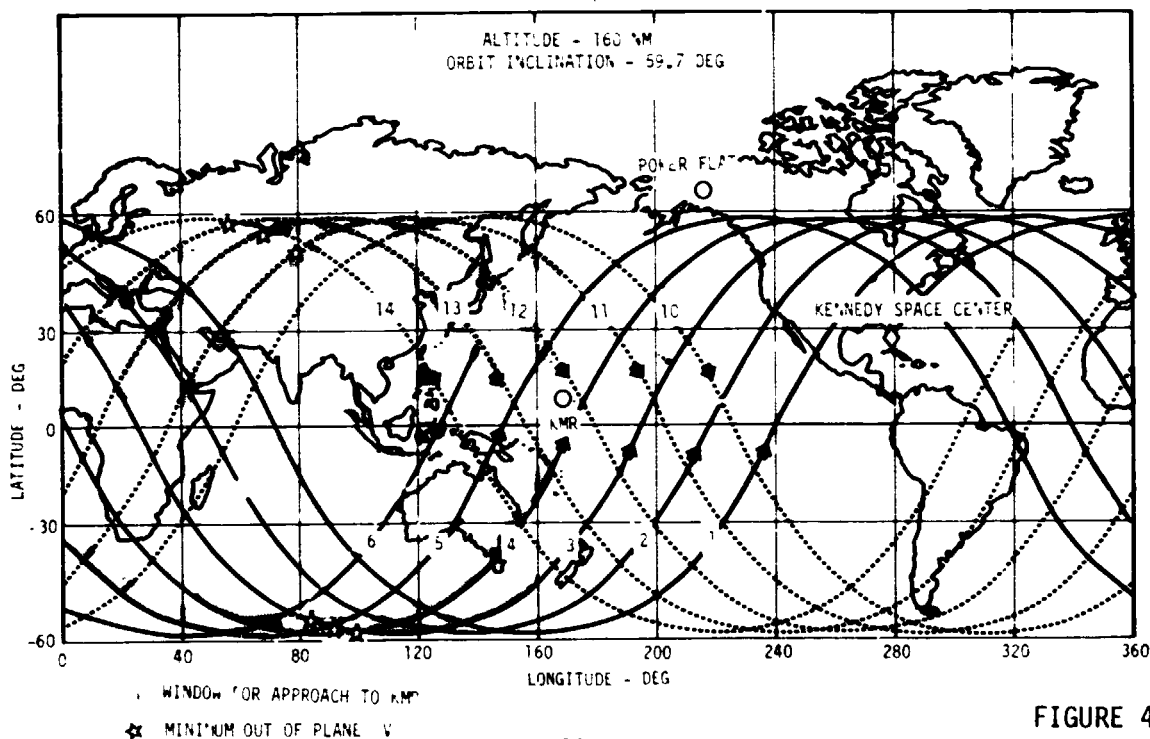 ALTITUDE - 160 NM
ORBIT INCLINATION - 59.7 DEG
POKER FLAT
60
14 13 12 11 10
KENNEDY SPACE CENTER
30
LATITUDE - DEG
0
KMR
-30
6 5 4 3 2 1
-60
0 40 80 120 160 200 240 280 320 360
LONGITUDE - DEG
WINDOW FOR APPROACH TO KMR
MINIMUM OUT OF PLANE V
FIGURE 4